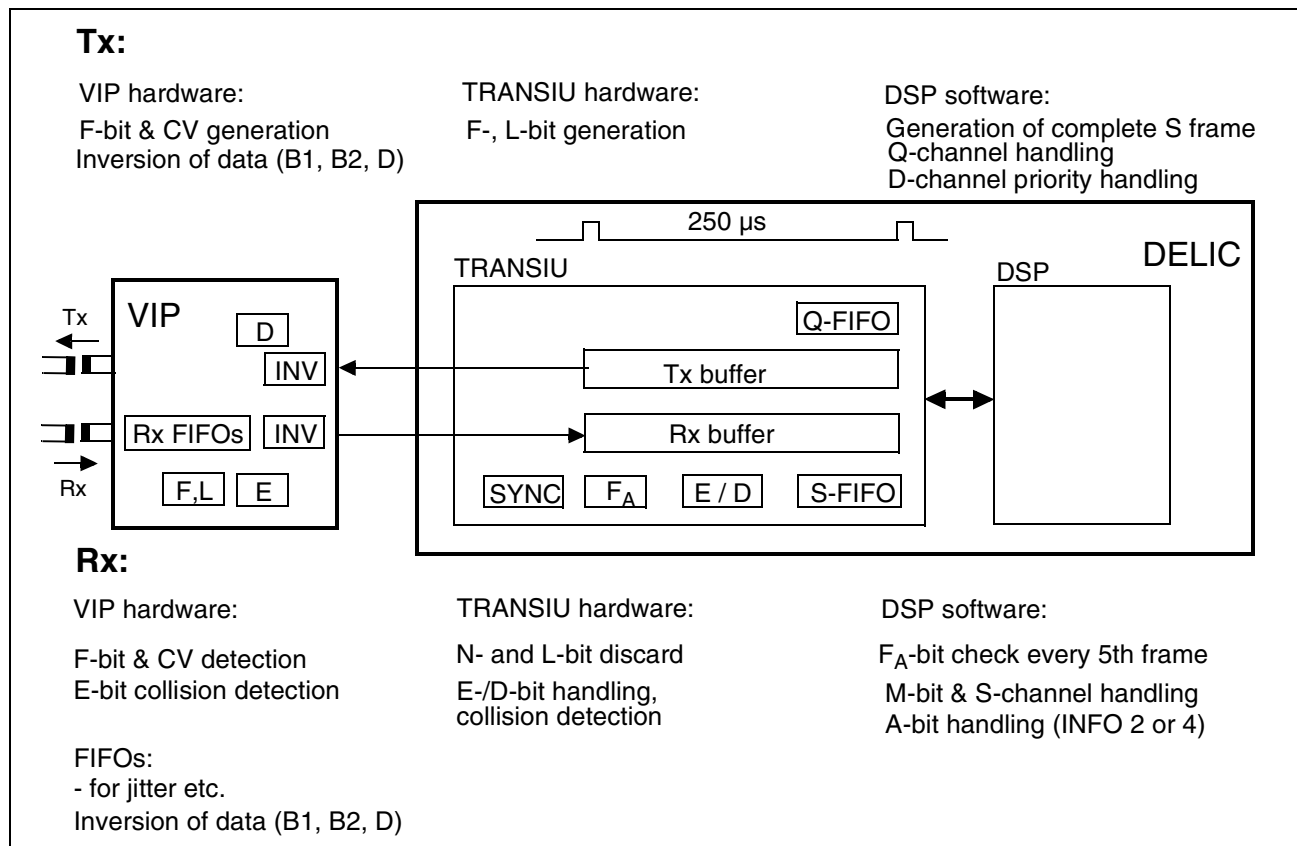 Tx:
VIP hardware:
F-bit & CV generation
Inversion of data (B1, B2, D)
TRANSIU hardware:
F-, L-bit generation
DSP software:
Generation of complete S frame
Q-channel handling
D-channel priority handling
250 µs
DELIC
TRANSIU
DSP
VIP
Tx
D
INV
Q-FIFO
Tx buffer
Rx FIFOs
INV
Rx buffer
Rx
F,L
E
SYNC
FA
E / D
S-FIFO
Rx:
VIP hardware:
F-bit & CV detection
E-bit collision detection
FIFOs:
- for jitter etc.
Inversion of data (B1, B2, D)
TRANSIU hardware:
N- and L-bit discard
E-/D-bit handling,
collision detection
DSP software:
FA-bit check every 5th frame
M-bit & S-channel handling
A-bit handling (INFO 2 or 4)